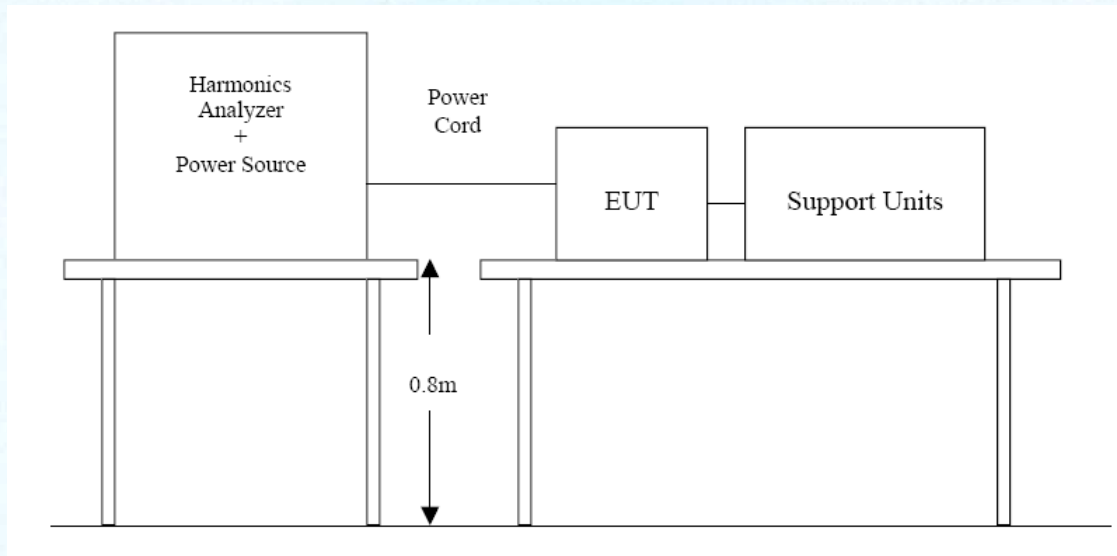 Harmonics
Analyzer
+
Power Source
Power
Cord
EUT
Support Units
0.8m